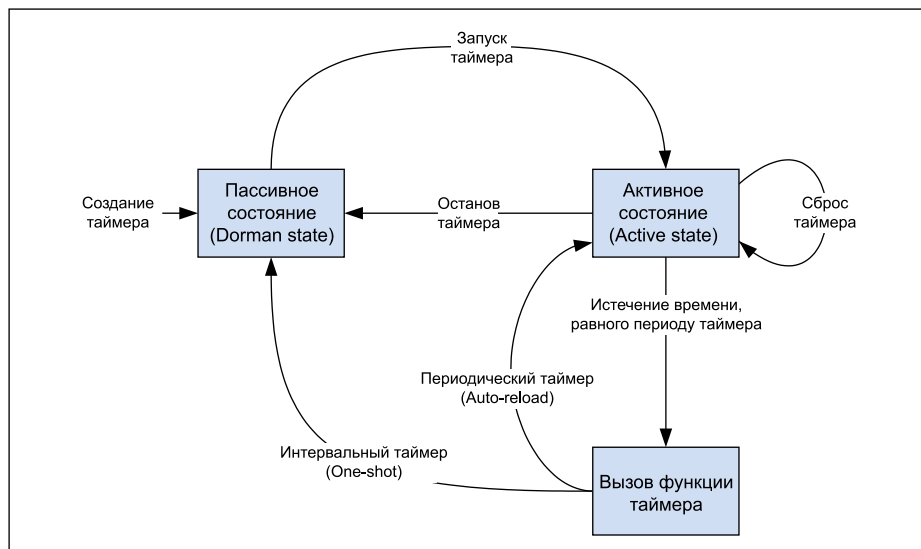 Запуск
таймера
Создание
таймера
Пассивное
состояние
(Dorman state)
Останов
таймера
Активное
состояние
(Active state)
Сброс
таймера
Истечение времени,
равного периоду таймера
Периодический таймер
(Auto-reload)
Интервальный таймер
(One-shot)
Вызов функции
таймера